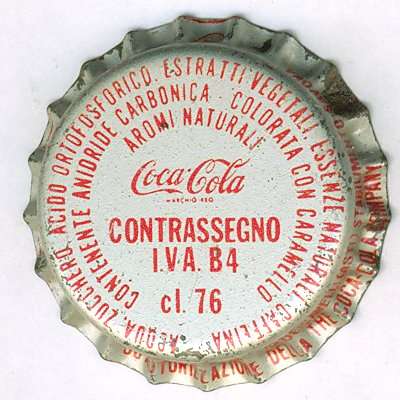 ACQUA, ZUCCHERO, ACIDO ORTOFOSFORICO, ESTRATTI VEGETALI, ESSENZE NATURALI, CAFFEINA
CONTENENTE ANIDRIDE CARBONICA COLORATA CON CARAMELLO
AROMI NATURALI
Coca-Cola
MARCHIO REG
CONTRASSEGNO
I.V.A. B4
cl. 76
AUTORIZZAZIONE DELLA THE COCA-COLA COMPANY